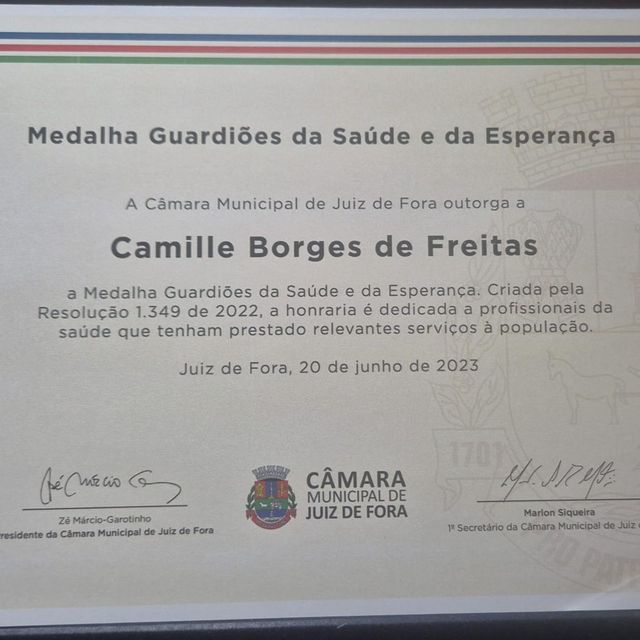 Medalha Guardiões da Saúde e da Esperança
A Câmara Municipal de Juiz de Fora outorga a
Camille Borges de Freitas
a Medalha Guardiões da Saúde e da Esperança. Criada pela
Resolução 1.349 de 2022, a honraria é dedicada a profissionais da
saúde que tenham prestado relevantes serviços à população.
Juiz de Fora, 20 de junho de 2023
1701
Zé Márcio-Garotinho
residente da Câmara Municipal de Juiz de Fora
CÂMARA
MUNICIPAL DE
JUIZ DE FORA
Marlon Siqueira
1º Secretário da Câmara Municipal de Juiz